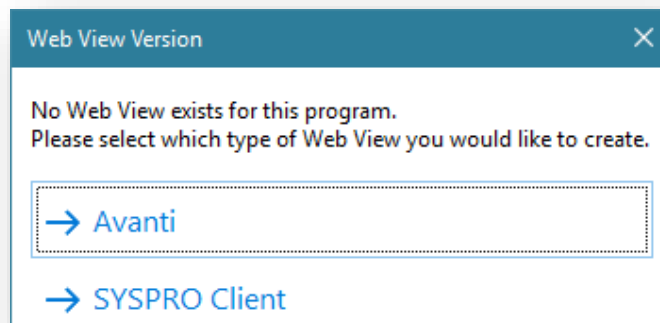 Web View Version
No Web View exists for this program.
Please select which type of Web View you would like to create.
Avanti
SYSPRO Client